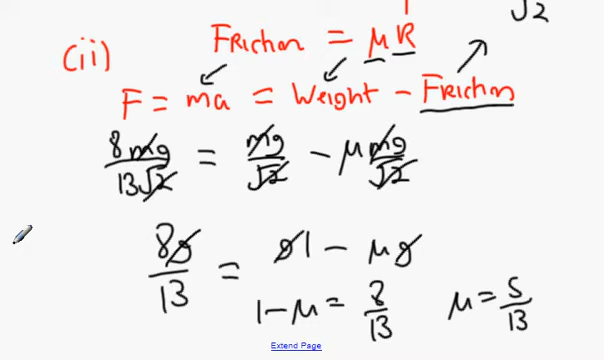 √2
(ii) Friction = μR
F = ma = Weight - Friction
8mg/13√2 = mg/√2 - μmg/√2
8g/13 = g1 - μg
1-μ = 8/13 μ = 5/13
Extend Page